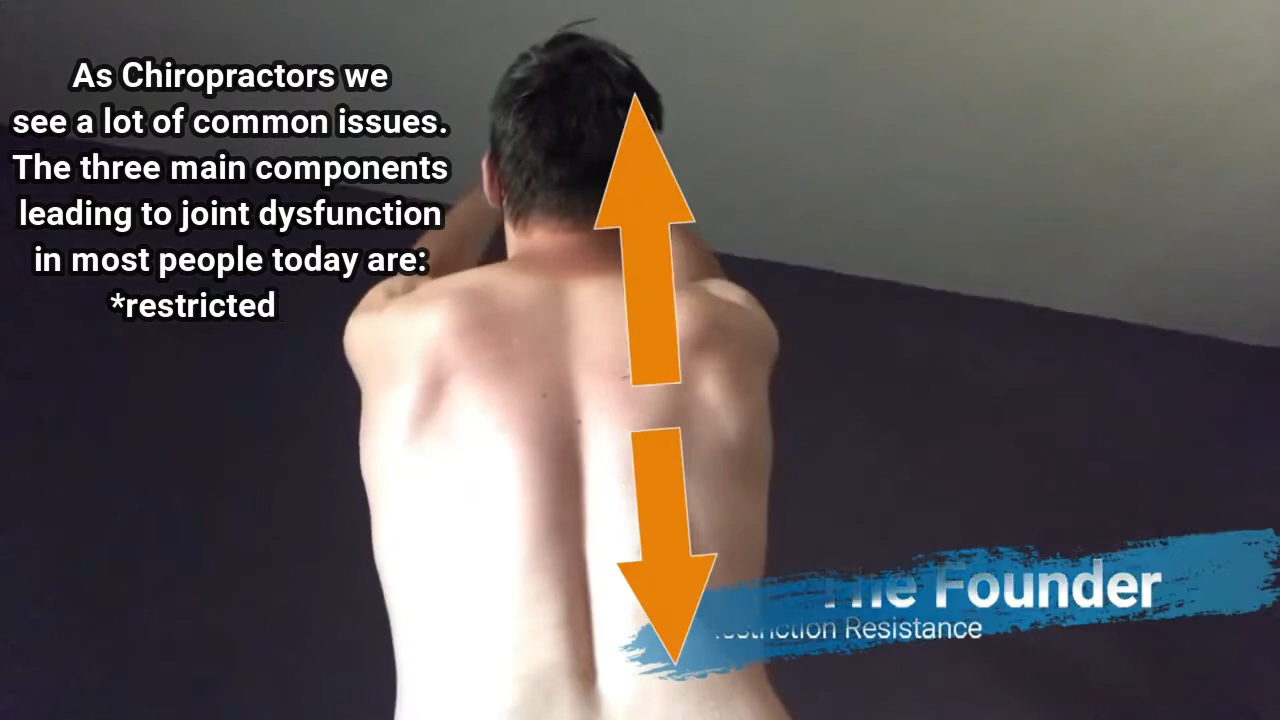 As Chiropractors we
see a lot of common issues.
The three main components
leading to joint dysfunction
in most people today are:
*restricted
The Founder
Resistance